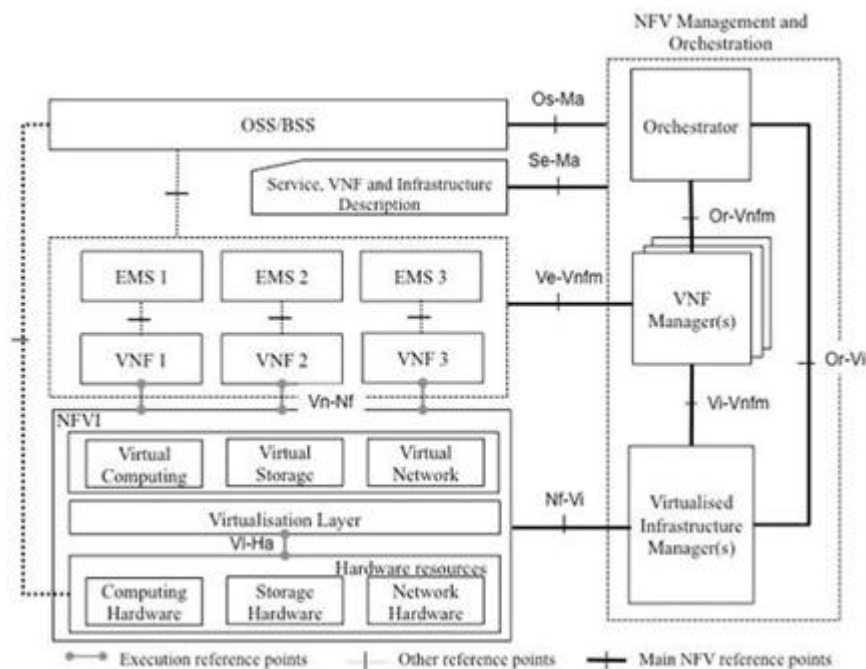 NFV Management and
Orchestration
Os-Ma
OSS/BSS
Orchestrator
Se-Ma
Service, VNF and Infrastructure
Description
Or-Vnfm
EMS 1
EMS 2
EMS 3
Ve-Vnfm
VNF
Manager(s)
VNF 1
VNF 2
VNF 3
Or-Vi
Vn-Nf
Vi-Vnfm
NFVI
Virtual
Computing
Virtual
Storage
Virtual
Network
Virtualisation Layer
Nf-Vi
Virtualised
Infrastructure
Manager(s)
Vl-Ha
Hardware resources
Computing
Hardware
Storage
Hardware
Network
Hardware
Execution reference points
Other reference points
Main NFV reference points